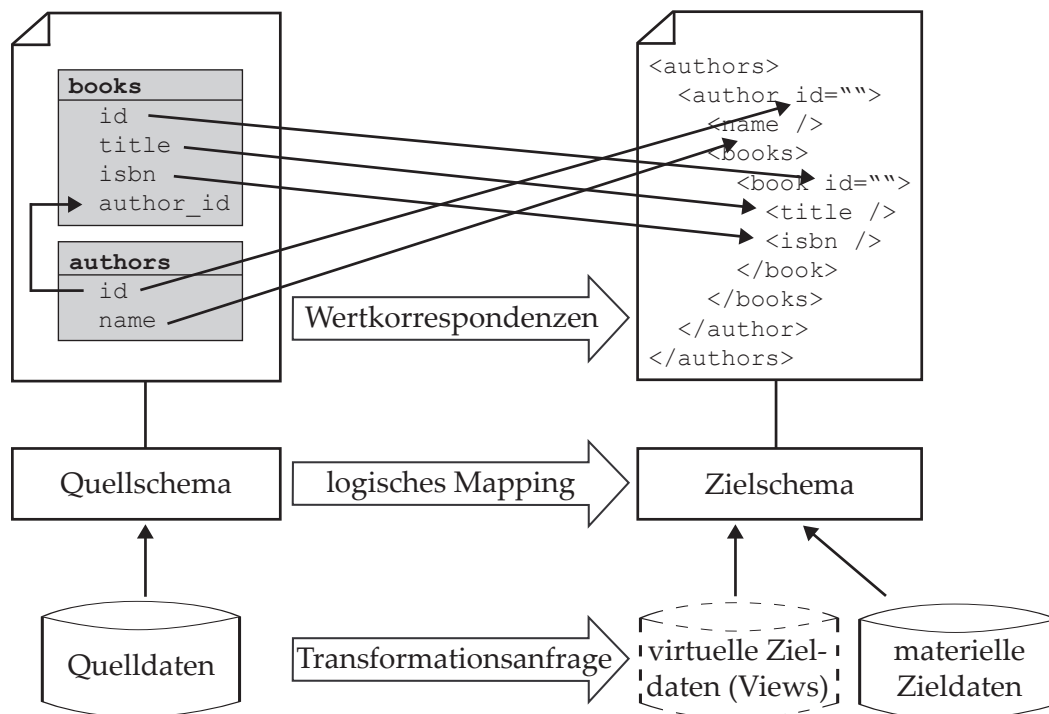 books
id
title
isbn
author_id
authors
id
name
<authors>
<author id="“>
<name />
<books>
<book id="“>
<title />
<isbn />
</book>
</books>
</author>
</authors>
Wertkorrespondenzen
Quellschema
logisches Mapping
Zielschema
Quelldaten
Transformationsanfrage
virtuelle Ziel-
daten (Views)
materielle
Zieldaten